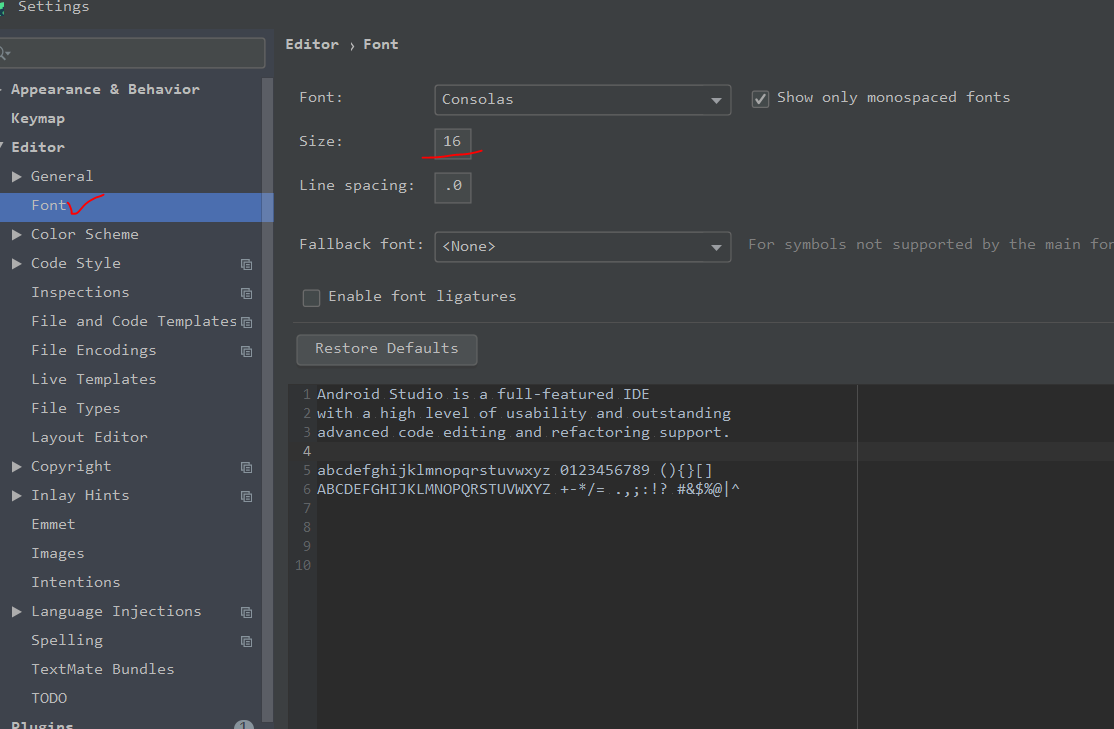 Settings
Appearance & Behavior
Keymap
Editor
General
Font
Color Scheme
Code Style
Inspections
File and Code Templates
File Encodings
Live Templates
File Types
Layout Editor
Copyright
Inlay Hints
Emmet
Images
Intentions
Language Injections
Spelling
TextMate Bundles
TODO
Plugins 1
Editor › Font
Font: Consolas Show only monospaced fonts
Size: 16
Line spacing: .0
Fallback font: <None> For symbols not supported by the main
Enable font ligatures
Restore Defaults
1 Android Studio is a full-featured IDE
2 with a high level of usability and outstanding
3 advanced code editing and refactoring support.
4
5 abcdefghijklmnopqrstuvwxyz 0123456789 (){}[]
6 ABCDEFGHIJKLMNOPQRSTUVWXYZ +-*/= .,;:!? #&$%@|^
7
8
9
10